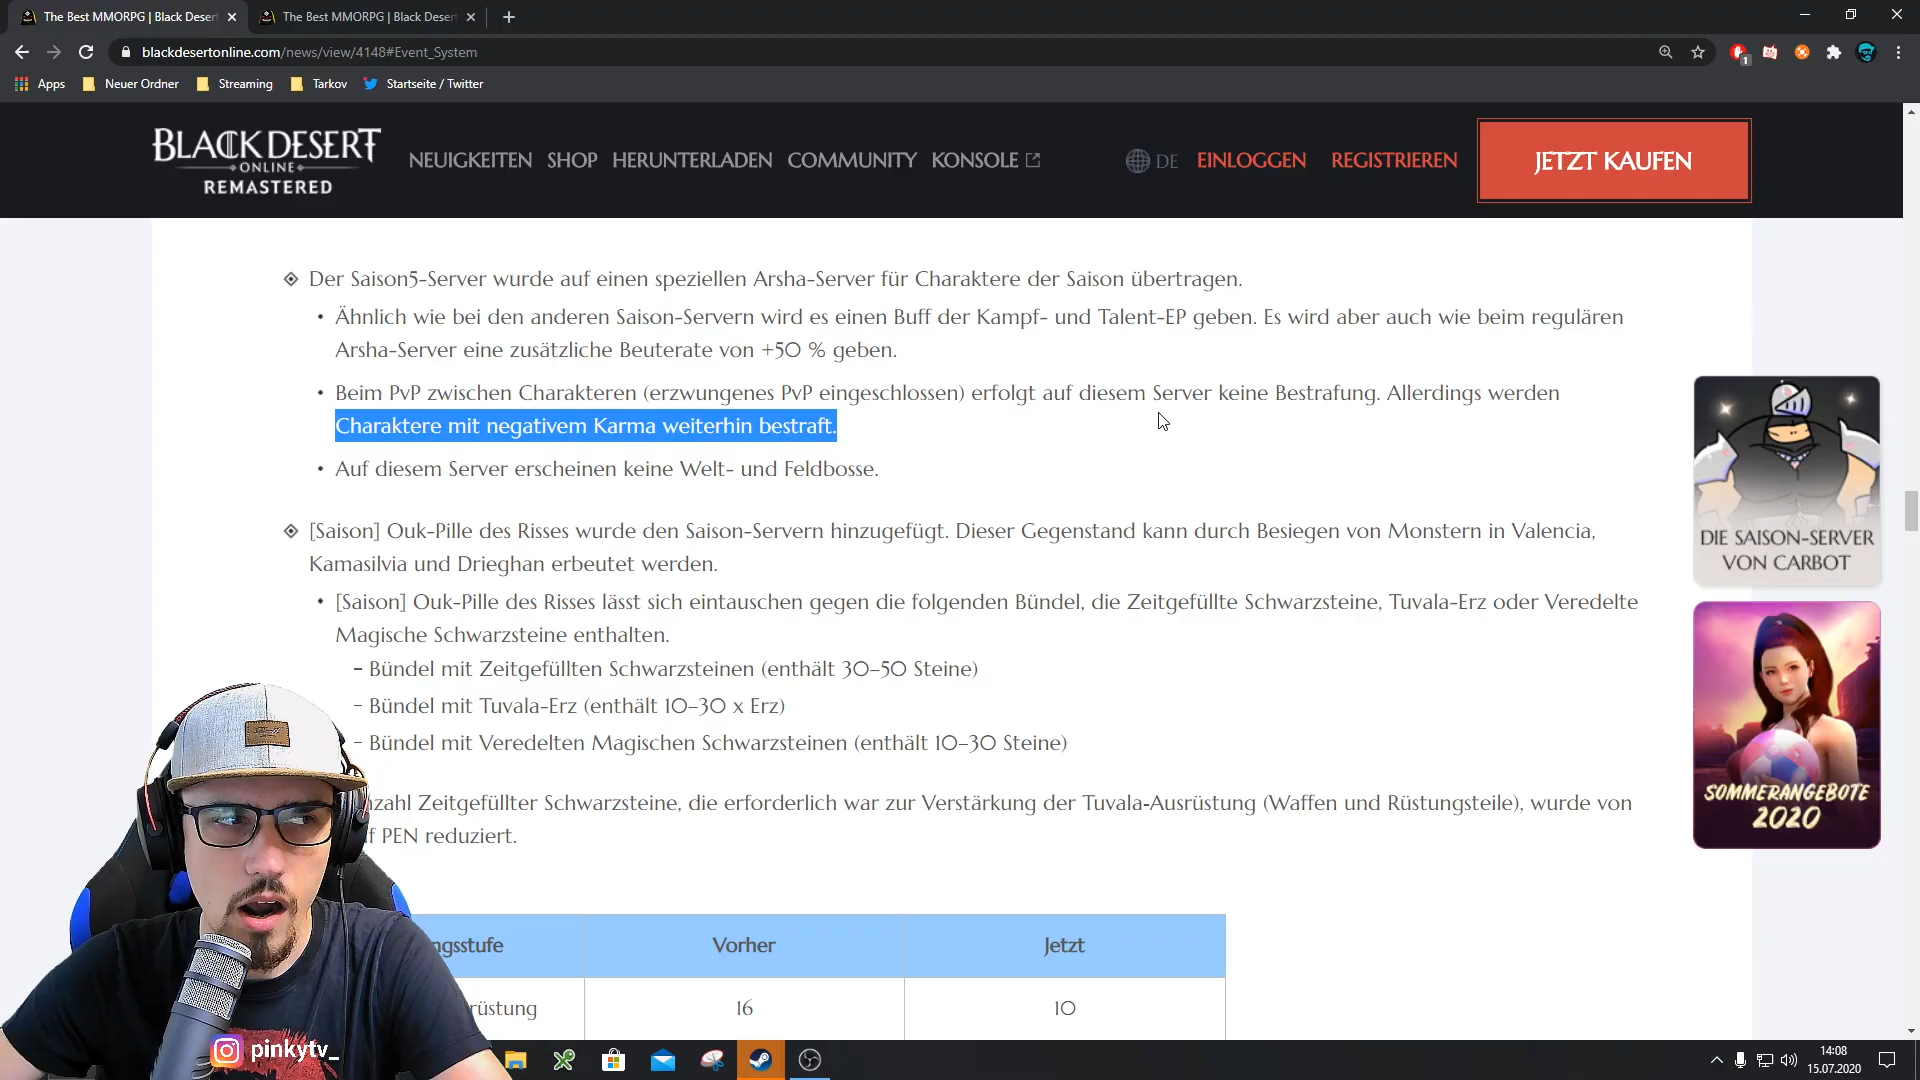 The Best MMORPG | Black Desert
The Best MMORPG | Black Desert
blackdesertonline.com/news/view/4148#Event_System
1
Apps
Neuer Ordner
Streaming
Tarkov
Startseite / Twitter
BLACK DESERT
ONLINE
REMASTERED
NEUIGKEITEN
SHOP
HERUNTERLADEN
COMMUNITY
KONSOLE
DE
EINLOGGEN
REGISTRIEREN
JETZT KAUFEN
Der Saison5-Server wurde auf einen speziellen Arsha-Server für Charaktere der Saison übertragen.
• Ähnlich wie bei den anderen Saison-Servern wird es einen Buff der Kampf- und Talent-EP geben. Es wird aber auch wie beim regulären
Arsha-Server eine zusätzliche Beuterate von +50 % geben.
• Beim PvP zwischen Charakteren (erzwungenes PvP eingeschlossen) erfolgt auf diesem Server keine Bestrafung. Allerdings werden
Charaktere mit negativem Karma weiterhin bestraft.
• Auf diesem Server erscheinen keine Welt- und Feldbosse.
[Saison] Ouk-Pille des Risses wurde den Saison-Servern hinzugefügt. Dieser Gegenstand kann durch Besiegen von Monstern in Valencia,
Kamasilvia und Drieghan erbeutet werden.
• [Saison] Ouk-Pille des Risses lässt sich eintauschen gegen die folgenden Bündel, die Zeitgefüllte Schwarzsteine, Tuvala-Erz oder Veredelte
Magische Schwarzsteine enthalten.
– Bündel mit Zeitgefüllten Schwarzsteinen (enthält 30–50 Steine)
– Bündel mit Tuvala-Erz (enthält 10–30 x Erz)
– Bündel mit Veredelten Magischen Schwarzsteinen (enthält 10–30 Steine)
nzahl Zeitgefüllter Schwarzsteine, die erforderlich war zur Verstärkung der Tuvala-Ausrüstung (Waffen und Rüstungsteile), wurde von
f PEN reduziert.
ngsstufe
Vorher
Jetzt
rüstung
16
10
DIE SAISON-SERVER
VON CARBOT
SOMMERANGEBOTE
2020
pinkytv_
14:08
15.07.2020